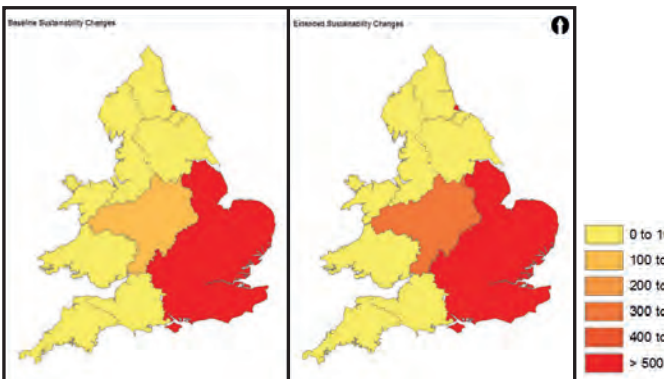 Baseline Sustainability Changes
Extended Sustainability Changes
0 to 1
100 to
200 to
300 to
400 to
> 500